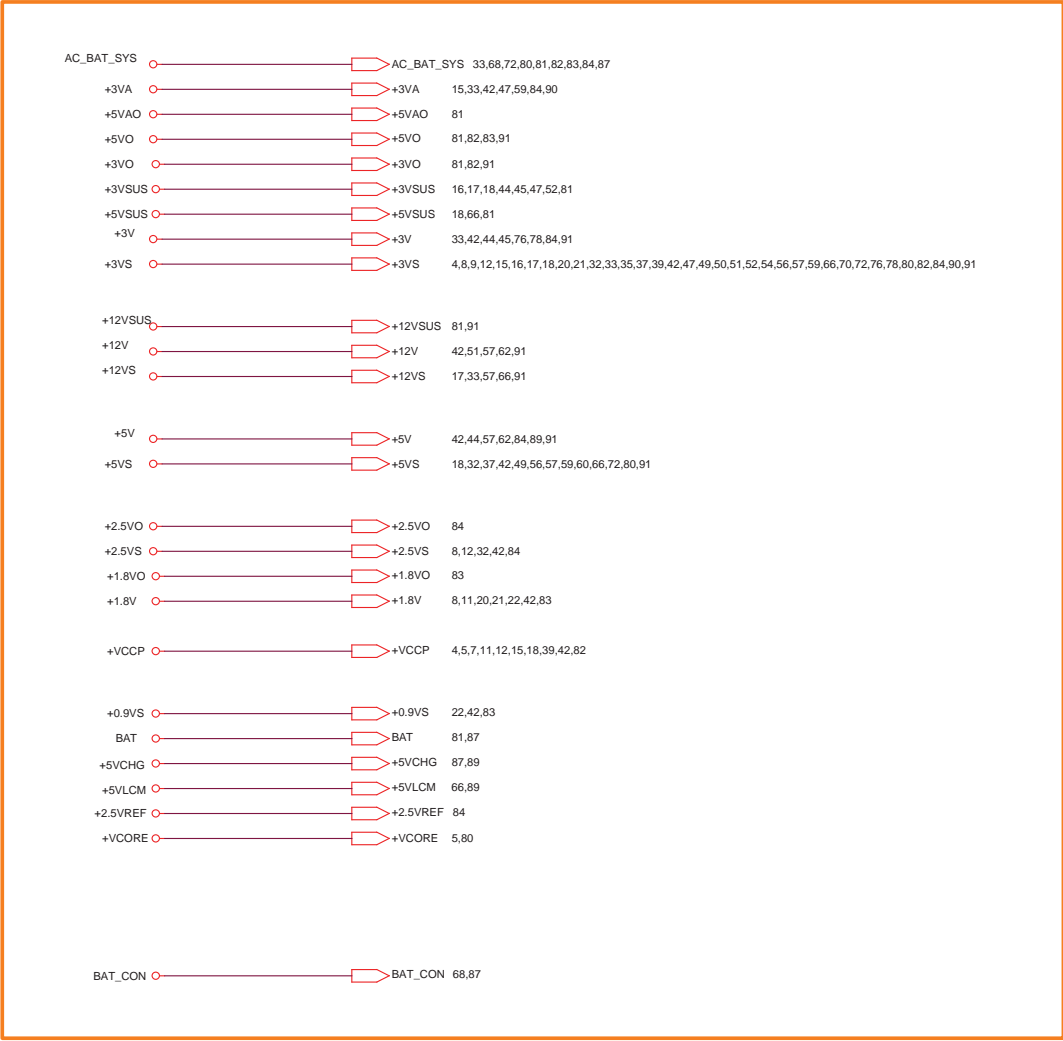 AC_BAT_SYS AC_BAT_SYS 33,68,72,80,81,82,83,84,87
+3VA +3VA 15,33,42,47,59,84,90
+5VAO +5VAO 81
+5VO +5VO 81,82,83,91
+3VO +3VO 81,82,91
+3VSUS +3VSUS 16,17,18,44,45,47,52,81
+5VSUS +5VSUS 18,66,81
+3V +3V 33,42,44,45,76,78,84,91
+3VS +3VS 4,8,9,12,15,16,17,18,20,21,32,33,35,37,39,42,47,49,50,51,52,54,56,57,59,66,70,72,76,78,80,82,84,90,91
+12VSUS +12VSUS 81,91
+12V +12V 42,51,57,62,91
+12VS +12VS 17,33,57,66,91
+5V +5V 42,44,57,62,84,89,91
+5VS +5VS 18,32,37,42,49,56,57,59,60,66,72,80,91
+2.5VO +2.5VO 84
+2.5VS +2.5VS 8,12,32,42,84
+1.8VO +1.8VO 83
+1.8V +1.8V 8,11,20,21,22,42,83
+VCCP +VCCP 4,5,7,11,12,15,18,39,42,82
+0.9VS +0.9VS 22,42,83
BAT BAT 81,87
+5VCHG +5VCHG 87,89
+5VLCM +5VLCM 66,89
+2.5VREF +2.5VREF 84
+VCORE +VCORE 5,80
BAT_CON BAT_CON 68,87